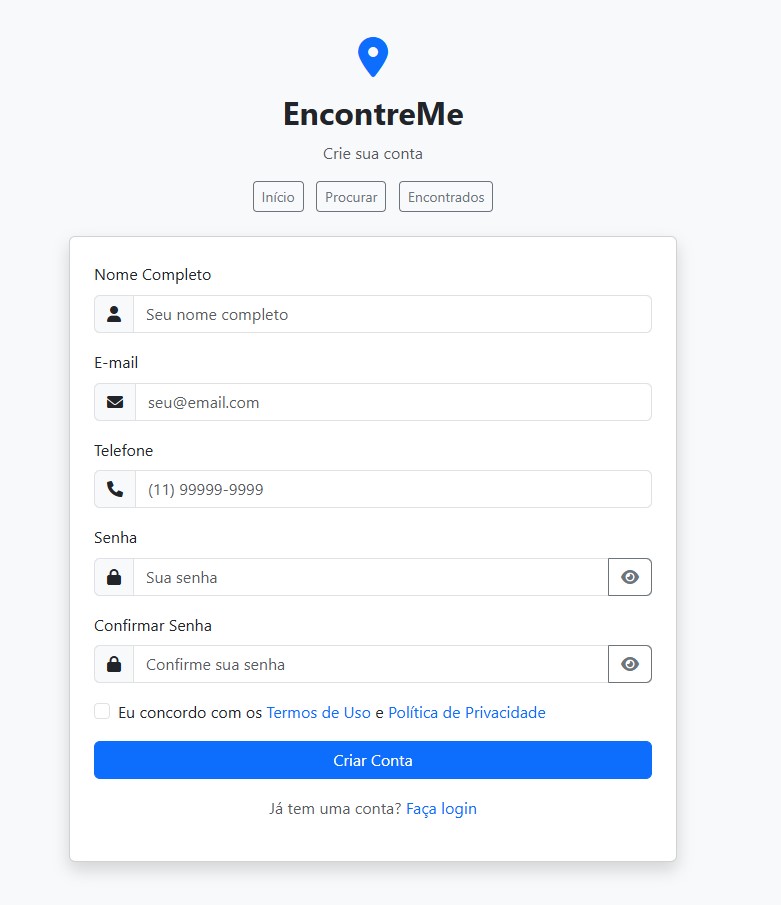 EncontreMe
Crie sua conta
Início Procurar Encontrados
Nome Completo
Seu nome completo
E-mail
seu@email.com
Telefone
(11) 99999-9999
Senha
Sua senha
Confirmar Senha
Confirme sua senha
Eu concordo com os Termos de Uso e Política de Privacidade
Criar Conta
Já tem uma conta? Faça login